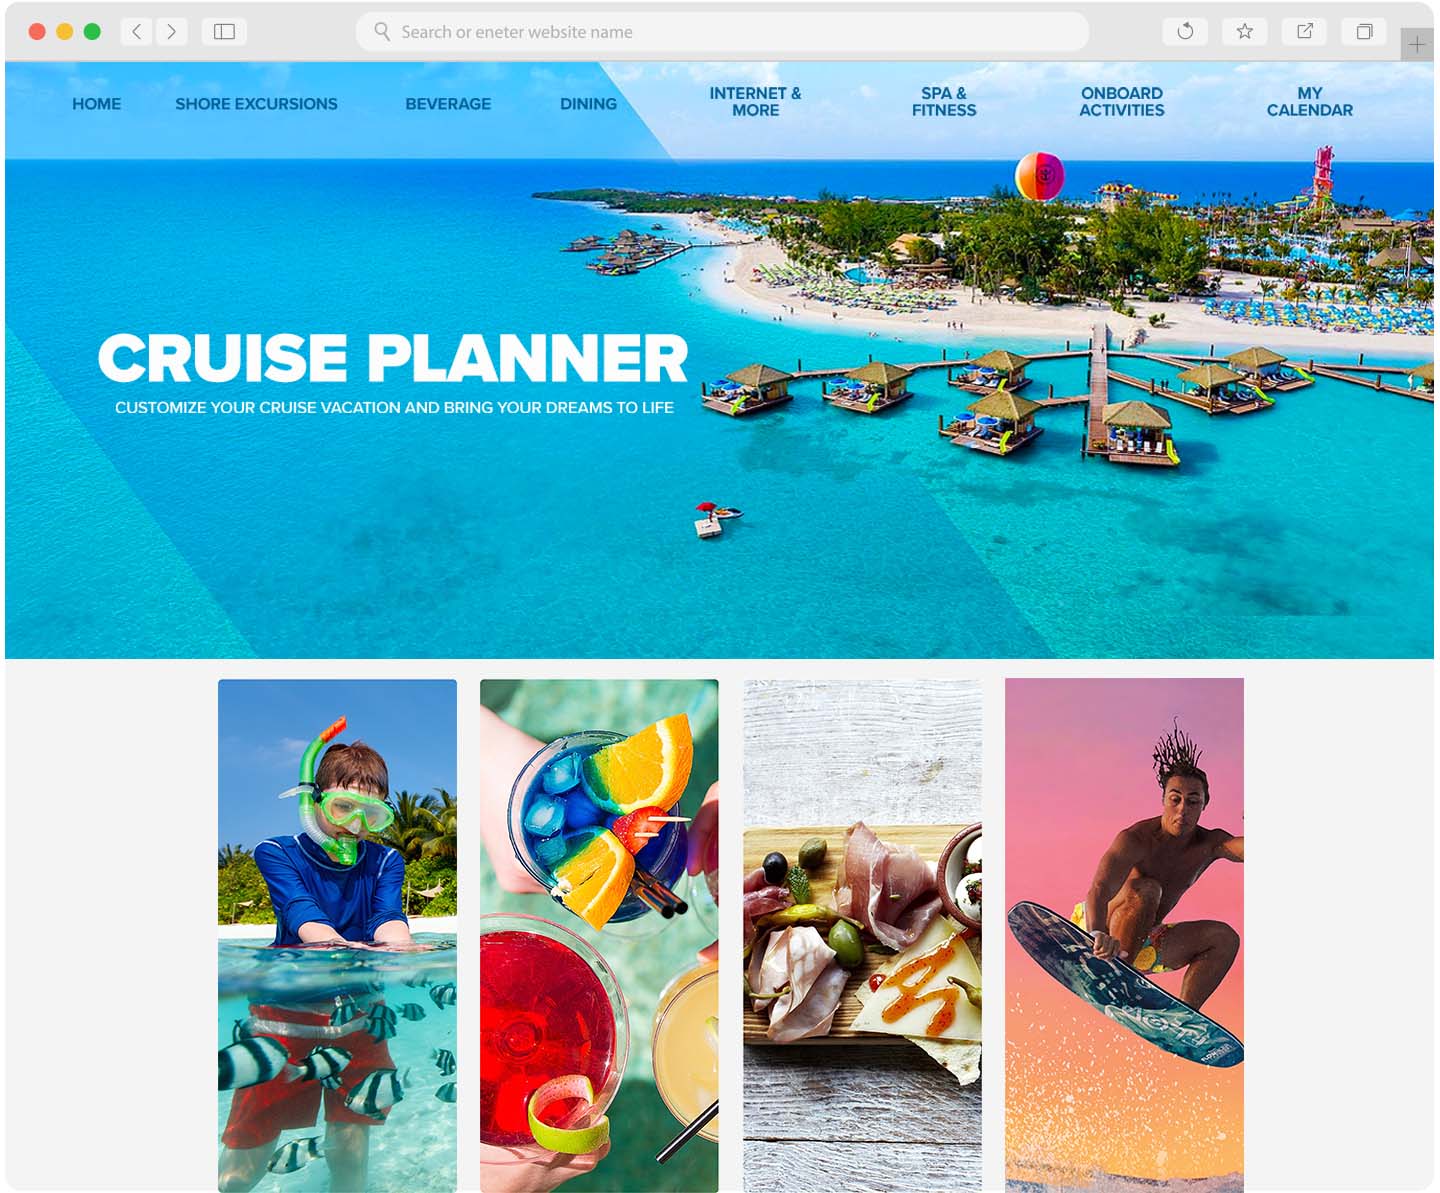 Search or eneter website name
HOME
SHORE EXCURSIONS
BEVERAGE
DINING
INTERNET &
MORE
SPA &
FITNESS
ONBOARD
ACTIVITIES
MY
CALENDAR
CRUISE PLANNER
CUSTOMIZE YOUR CRUISE VACATION AND BRING YOUR DREAMS TO LIFE